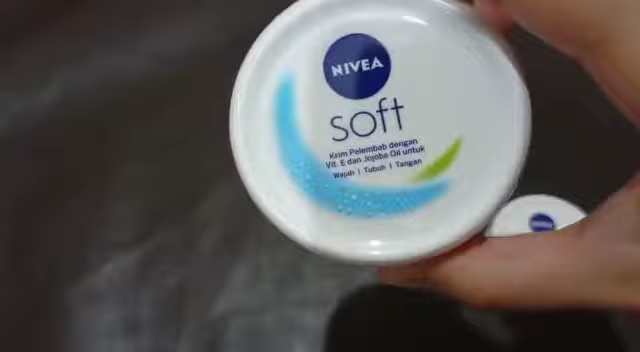 NIVEA
soft
Krim Pelembab dengan
Vit. E dan Jojoba Oil untuk
Wajah | Tubuh | Tangan